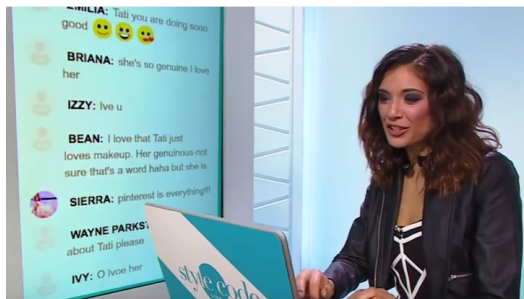 EMILIA: Tati you are doing sooo
good
BRIANA: she's so genuine I love
her
IZZY: lve u
BEAN: I love that Tati just
loves makeup. Her genuinous not
sure that's a word haha but she is.
SIERRA: pinterest is everything!!!
WAYNE PARKS
about Tati please
IVY: O lvoe her
style code